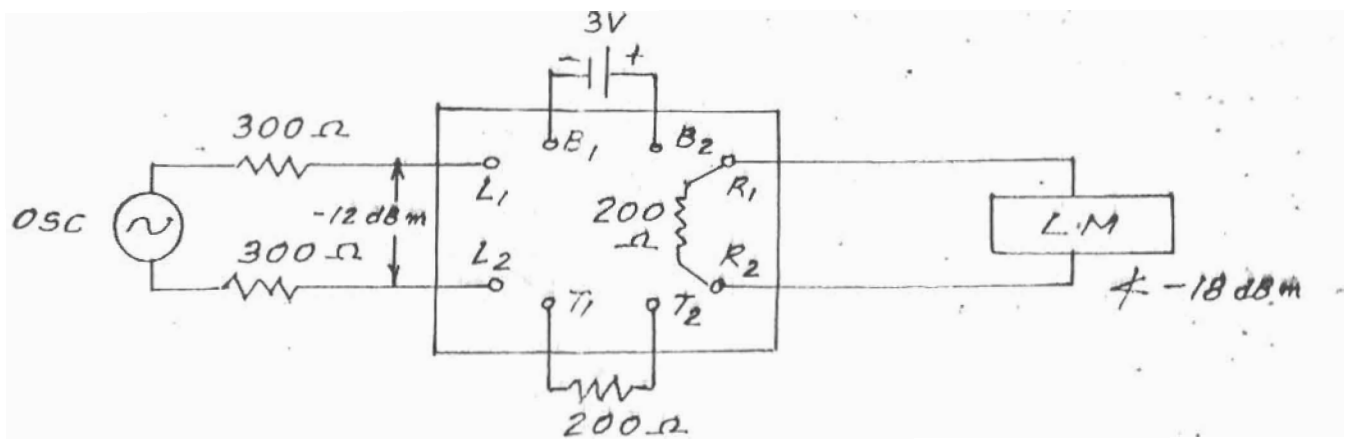 3V
- +
300 Ω
B1
B2
L1
R1
OSC
-12 dBm
200
Ω
L.M
300 Ω
L2
R2
T1
T2
≮ -18 dBm
200 Ω